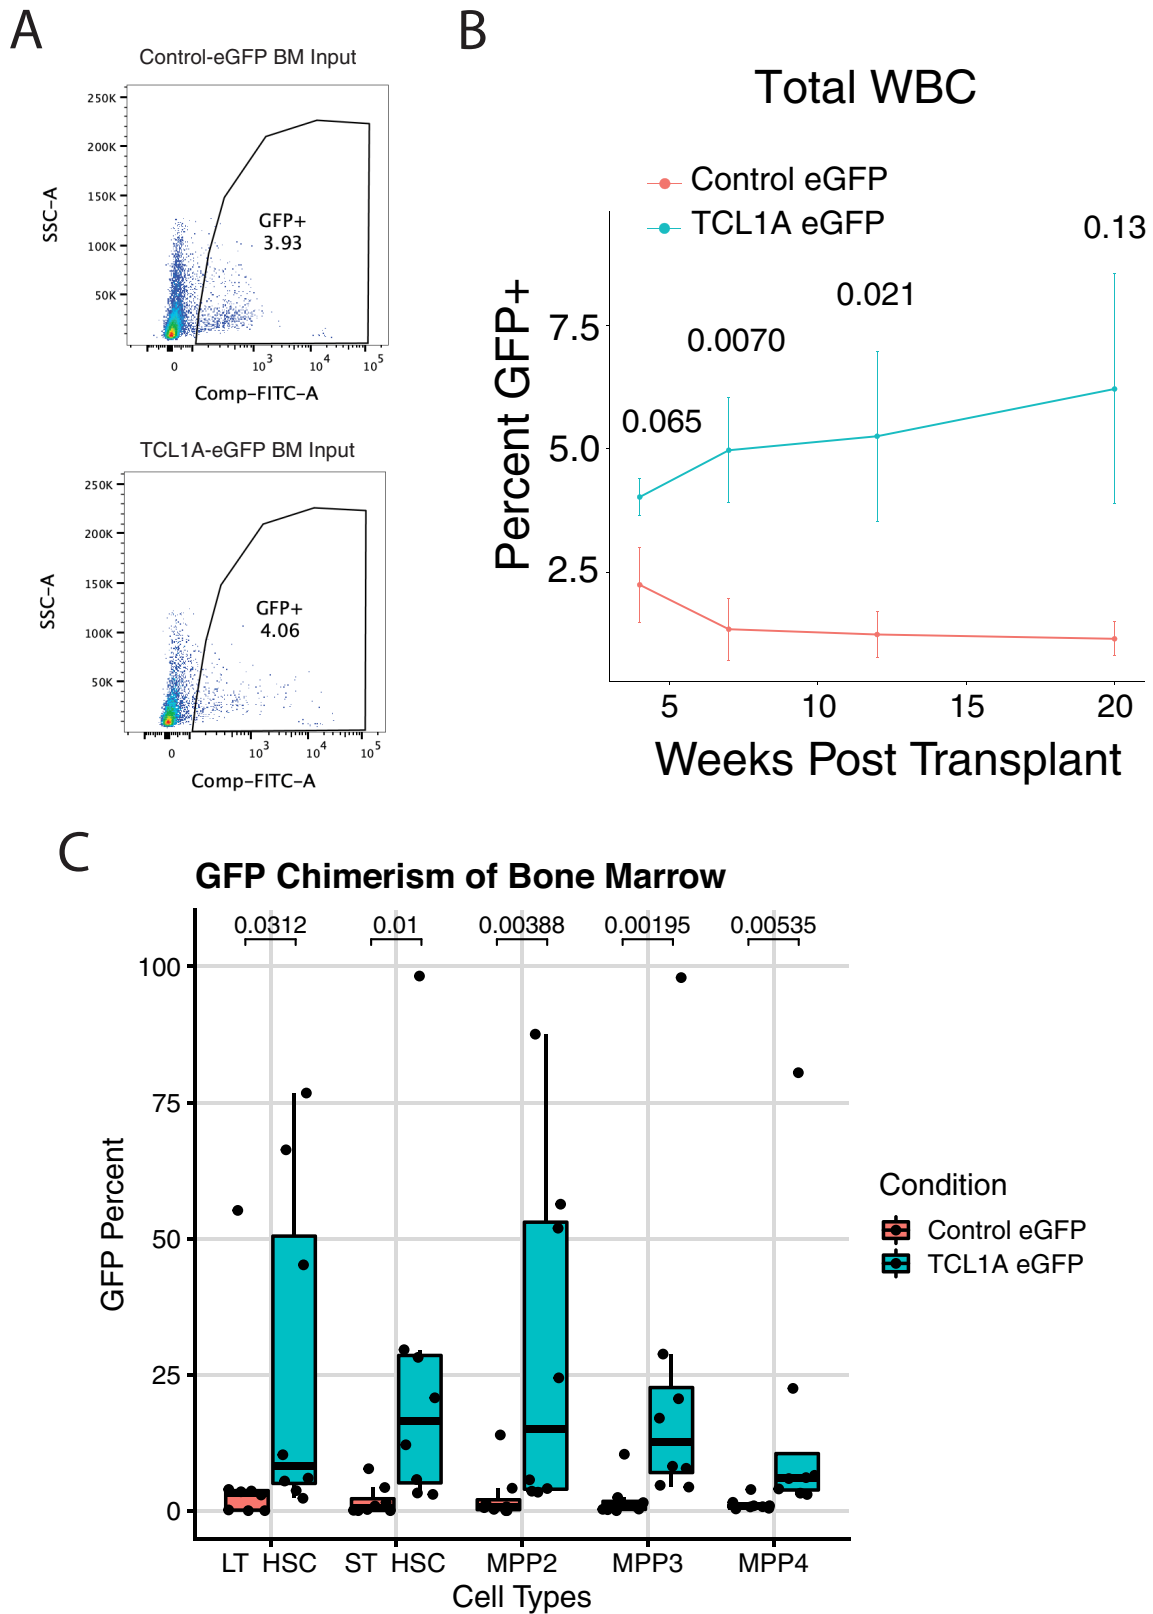 A
Control-eGFP BM Input
250K
200K
150K
100K
50K
SSC-A
GFP+
3.93
0
10^3
10^4
10^5
Comp-FITC-A
TCL1A-eGFP BM Input
250K
200K
150K
100K
50K
SSC-A
GFP+
4.06
0
10^3
10^4
10^5
Comp-FITC-A
B
Total WBC
Control eGFP
TCL1A eGFP
0.13
0.021
0.0070
0.065
7.5
5.0
2.5
Percent GFP+
5
10
15
20
Weeks Post Transplant
C
GFP Chimerism of Bone Marrow
0.0312
0.01
0.00388
0.00195
0.00535
100
75
50
25
0
GFP Percent
LT HSC
ST HSC
MPP2
MPP3
MPP4
Cell Types
Condition
Control eGFP
TCL1A eGFP